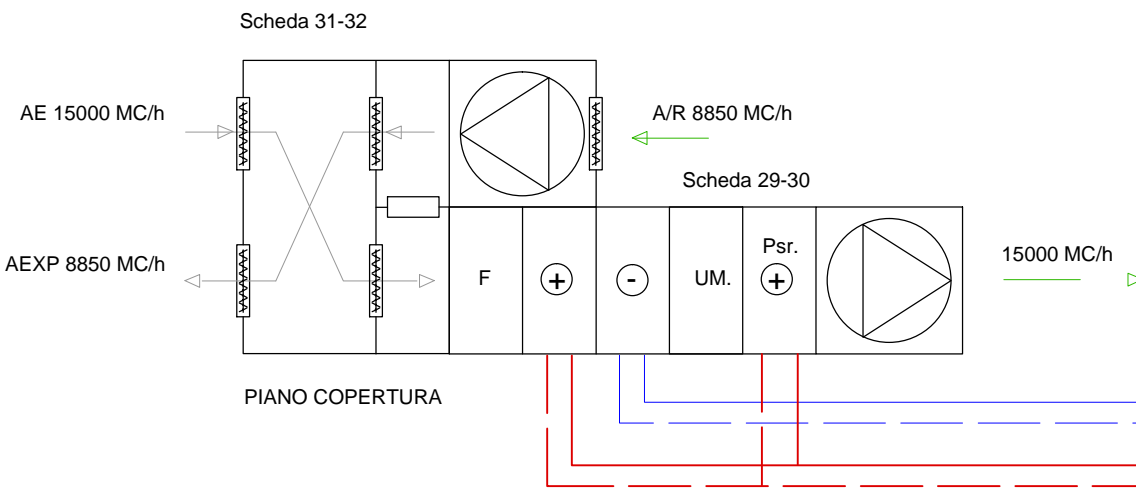 Scheda 31-32
AE 15000 MC/h
A/R 8850 MC/h
Scheda 29-30
AEXP 8850 MC/h
F
+
-
UM.
Psr.
+
15000 MC/h
PIANO COPERTURA